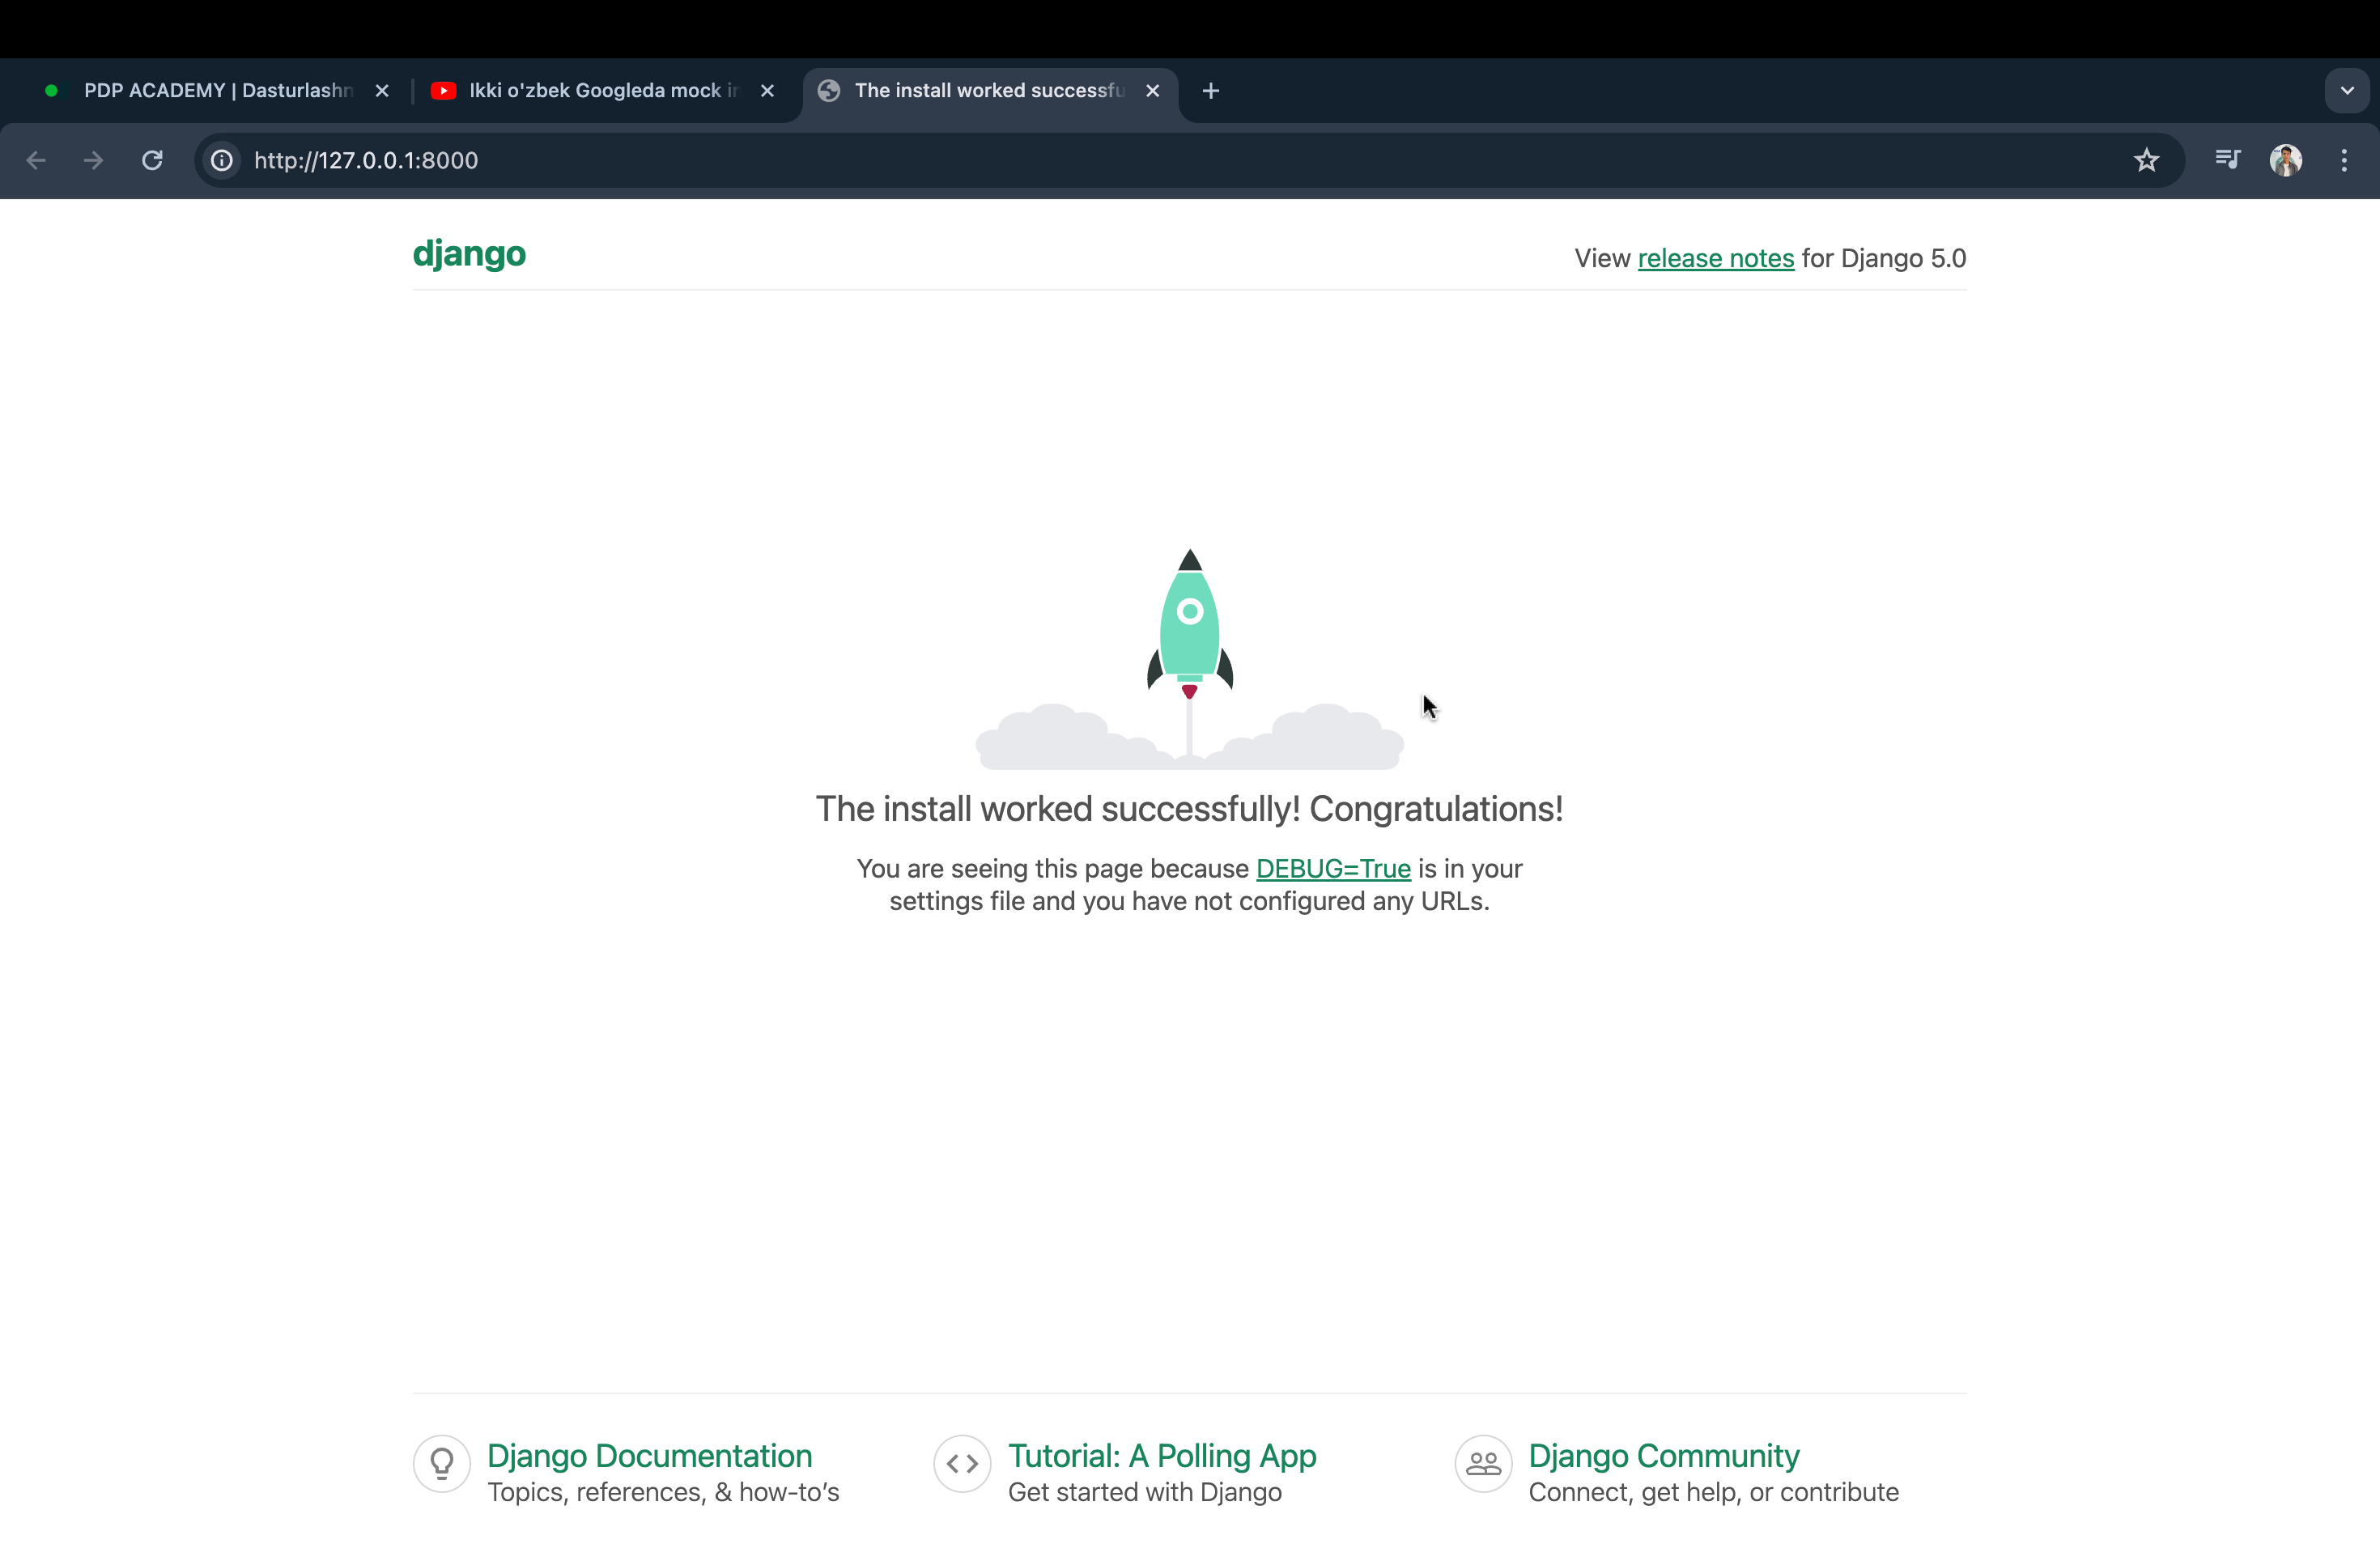 PDP ACADEMY | Dasturlashn
Ikki o'zbek Googleda mock in
The install worked successfu
http://127.0.0.1:8000
django
View release notes for Django 5.0
The install worked successfully! Congratulations!
You are seeing this page because DEBUG=True is in your
settings file and you have not configured any URLs.
Django Documentation
Topics, references, & how-to’s
Tutorial: A Polling App
Get started with Django
Django Community
Connect, get help, or contribute